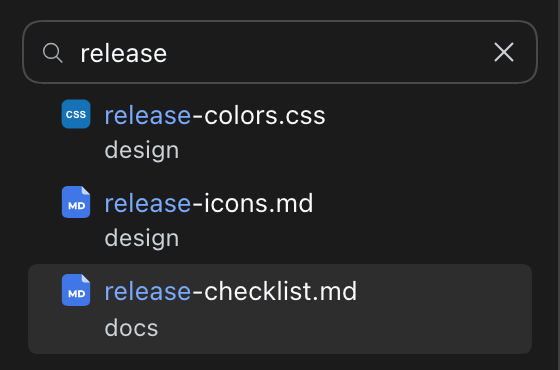 release
CSS release-colors.css
design
MD release-icons.md
design
MD release-checklist.md
docs